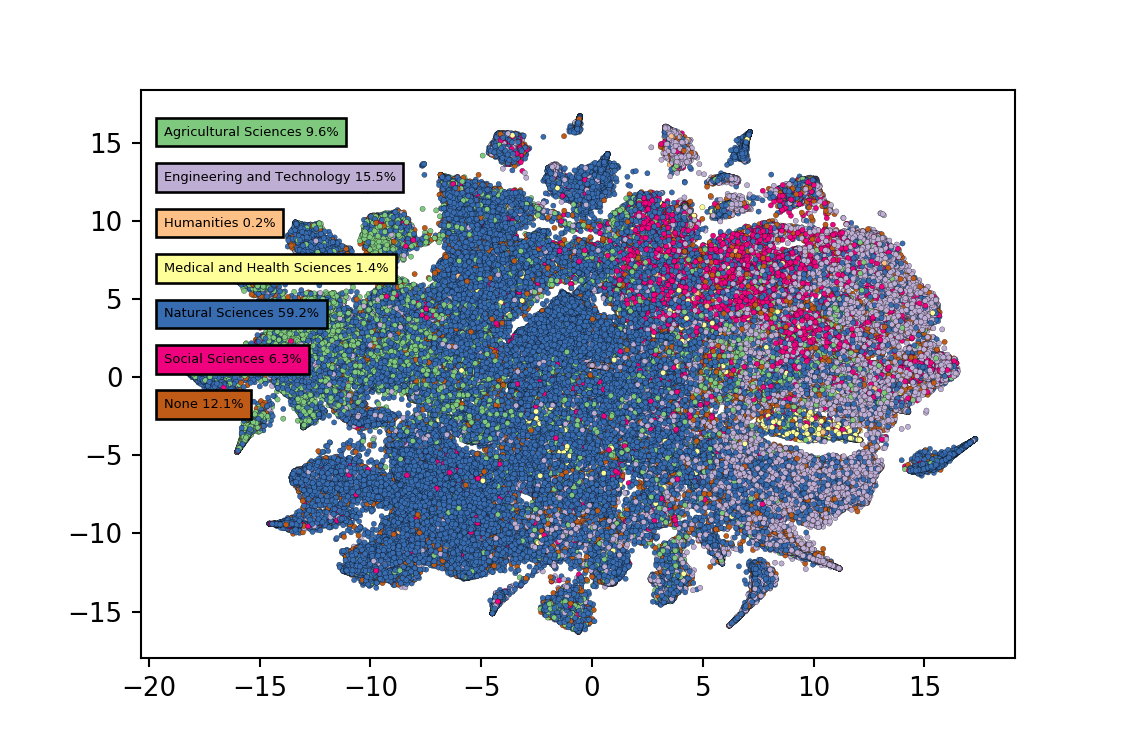 Agricultural Sciences 9.6%
Engineering and Technology 15.5%
Humanities 0.2%
Medical and Health Sciences 1.4%
Natural Sciences 59.2%
Social Sciences 6.3%
None 12.1%
15
10
5
0
−5
−10
−15
−20 −15 −10 −5 0 5 10 15